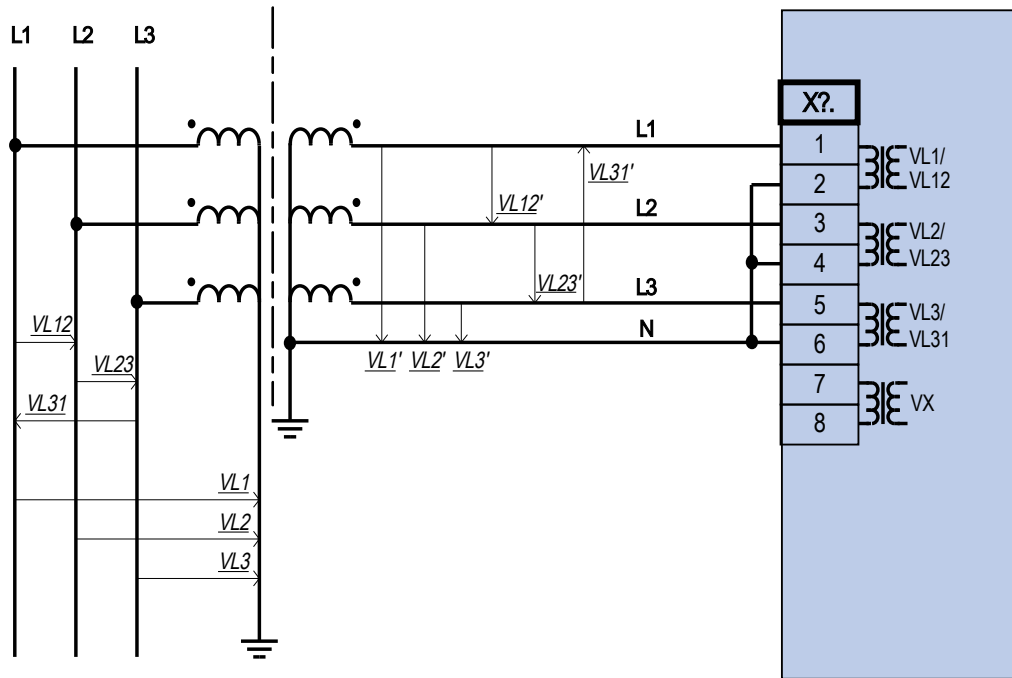 L1 L2 L3
X?.
L1
1
VL1/
VL12
VL31'
2
VL12'
L2
3
VL2/
VL23
4
VL23'
L3
5
VL3/
VL31
VL12
N
6
VL1' VL2' VL3'
VL23
7
VX
VL31
8
VL1
VL2
VL3